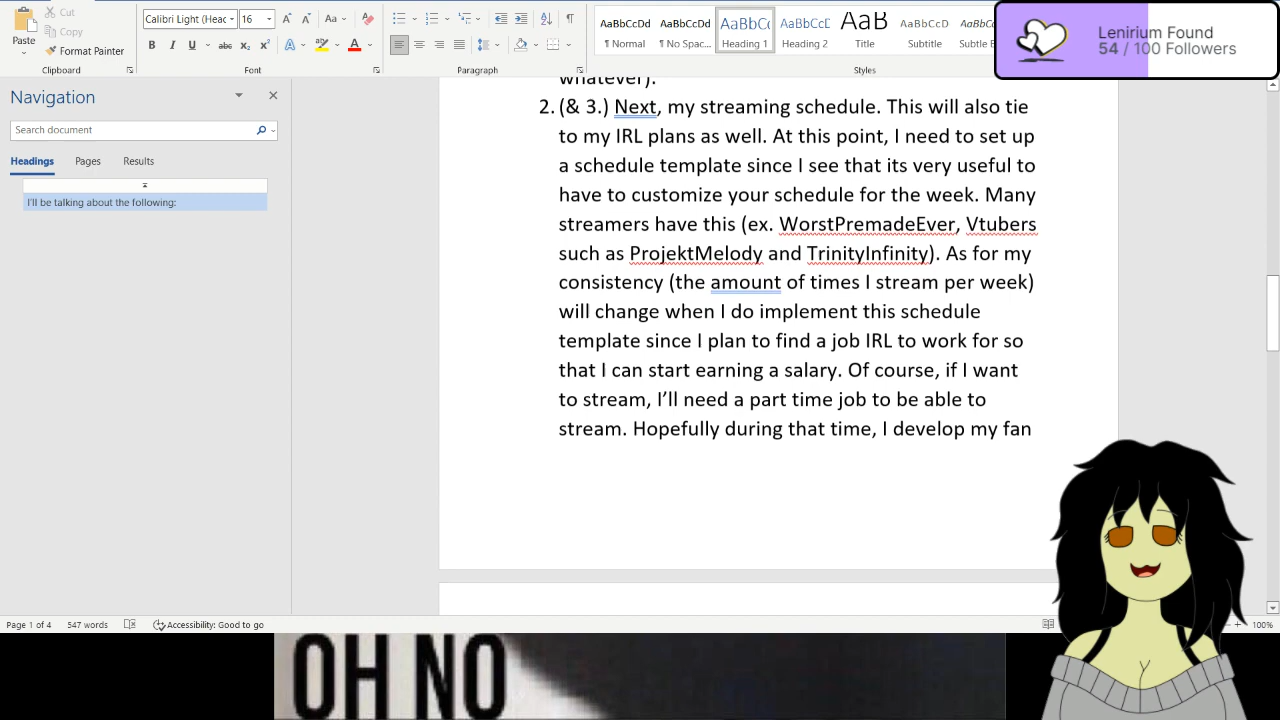 Cut
Copy
Paste
Format Painter
Clipboard
Calibri Light (Head
16
Font
Paragraph
AaBbCcDd
¶ Normal
AaBbCcDd
¶ No Spac...
AaBbC
Heading 1
AaBbCcE
Heading 2
AaB
Title
AaBbCcD
Subtitle
AaBbCc
Subtle E
Styles
Lenirium Found
54 / 100 Followers
Navigation
Search document
Headings
Pages
Results
I'll be talking about the following:
whatever).
2. (& 3.) Next, my streaming schedule. This will also tie
to my IRL plans as well. At this point, I need to set up
a schedule template since I see that its very useful to
have to customize your schedule for the week. Many
streamers have this (ex. WorstPremadeEver, Vtubers
such as ProjektMelody and TrinityInfinity). As for my
consistency (the amount of times I stream per week)
will change when I do implement this schedule
template since I plan to find a job IRL to work for so
that I can start earning a salary. Of course, if I want
to stream, I’ll need a part time job to be able to
stream. Hopefully during that time, I develop my fan
Page 1 of 4
547 words
Accessibility: Good to go
100%
OH NO